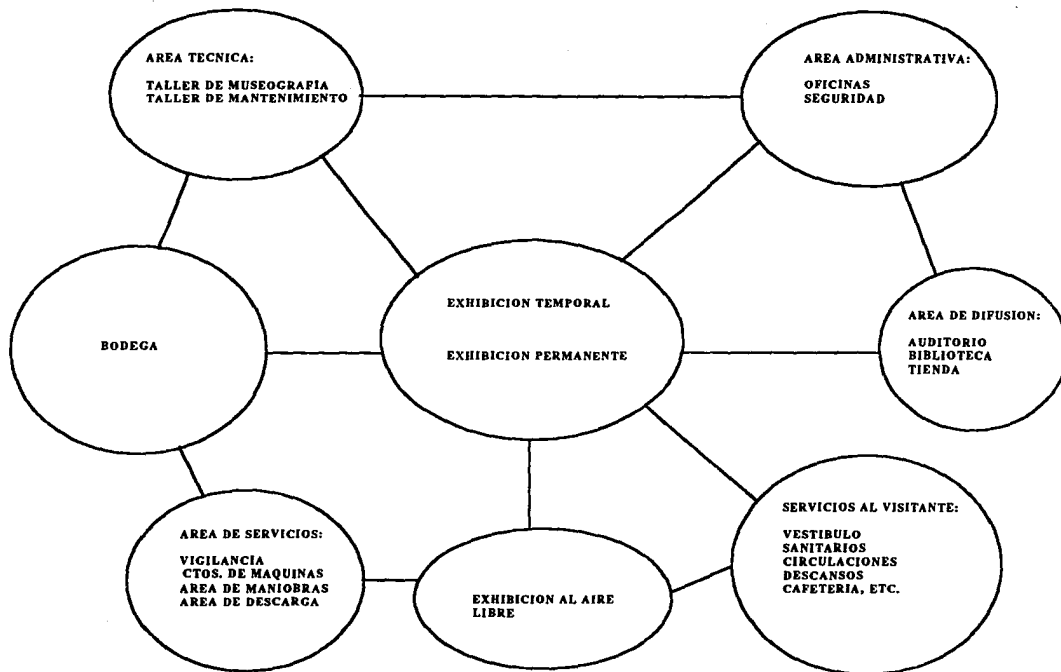 AREA TECNICA:
TALLER DE MUSEOGRAFIA
TALLER DE MANTENIMIENTO
AREA ADMINISTRATIVA:
OFICINAS
SEGURIDAD
BODEGA
EXHIBICION TEMPORAL
EXHIBICION PERMANENTE
AREA DE DIFUSION:
AUDITORIO
BIBLIOTECA
TIENDA
AREA DE SERVICIOS:
VIGILANCIA
CTOS. DE MAQUINAS
AREA DE MANIOBRAS
AREA DE DESCARGA
EXHIBICION AL AIRE
LIBRE
SERVICIOS AL VISITANTE:
VESTIBULO
SANITARIOS
CIRCULACIONES
DESCANSOS
CAFETERIA, ETC.